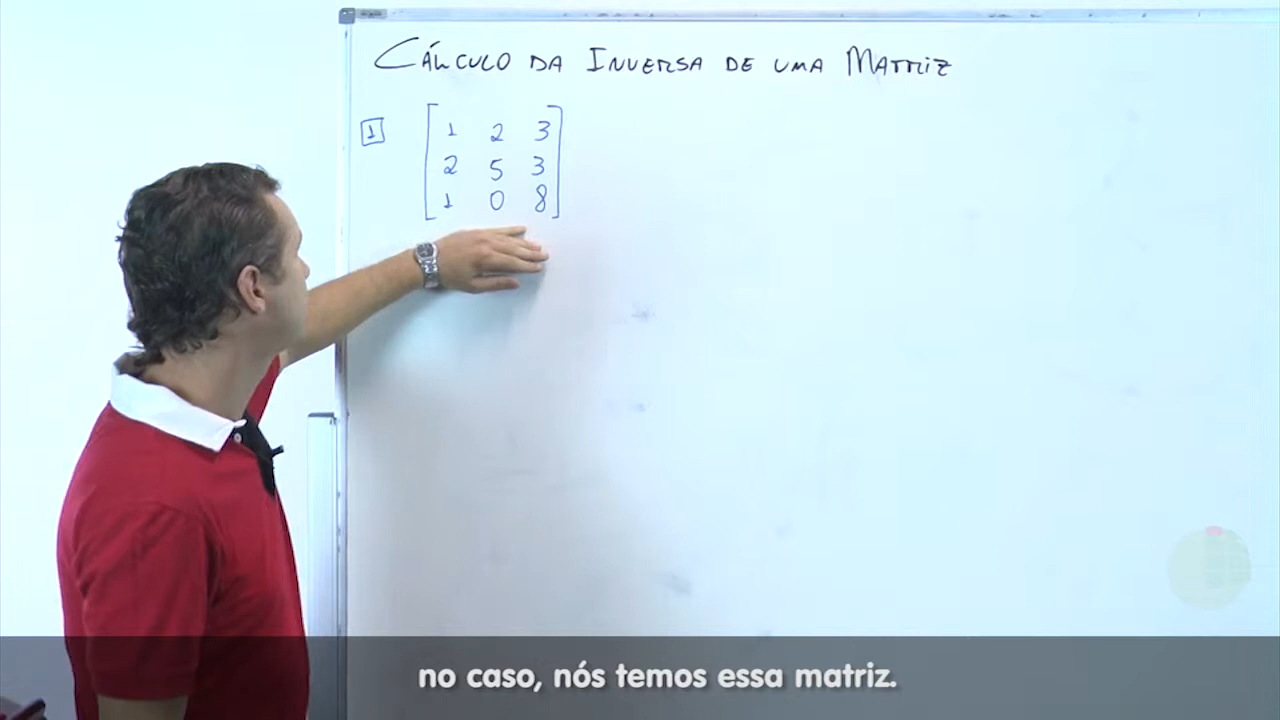 CÁLCULO DA INVERSA DE UMA MATRIZ
1
1 2 3
2 5 3
1 0 8
no caso, nós temos essa matriz.